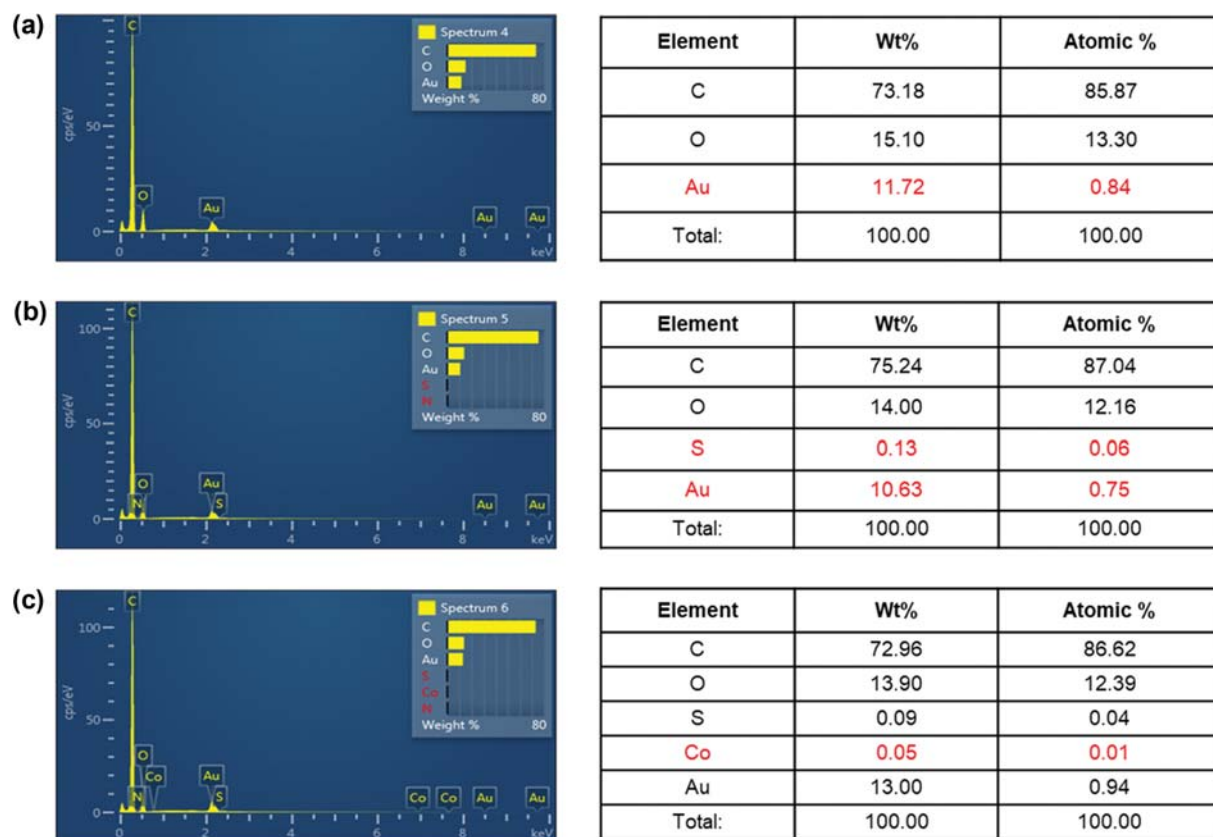 (a)
C
Spectrum 4
C
O
Au
Weight % 80
cps/eV
50
0
O
Au
Au
Au
0 2 4 6 8 keV
Element Wt% Atomic %
C 73.18 85.87
O 15.10 13.30
Au 11.72 0.84
Total: 100.00 100.00
(b)
C
Spectrum 5
C
O
Au
S
N
Weight % 80
cps/eV
100
50
0
N
O
Au
S
Au
Au
0 2 4 6 8 keV
Element Wt% Atomic %
C 75.24 87.04
O 14.00 12.16
S 0.13 0.06
Au 10.63 0.75
Total: 100.00 100.00
(c)
C
Spectrum 6
C
O
Au
S
Co
N
Weight % 80
cps/eV
100
50
0
O
Co
N
Au
S
Co
Co
Au
Au
0 2 4 6 8 keV
Element Wt% Atomic %
C 72.96 86.62
O 13.90 12.39
S 0.09 0.04
Co 0.05 0.01
Au 13.00 0.94
Total: 100.00 100.00